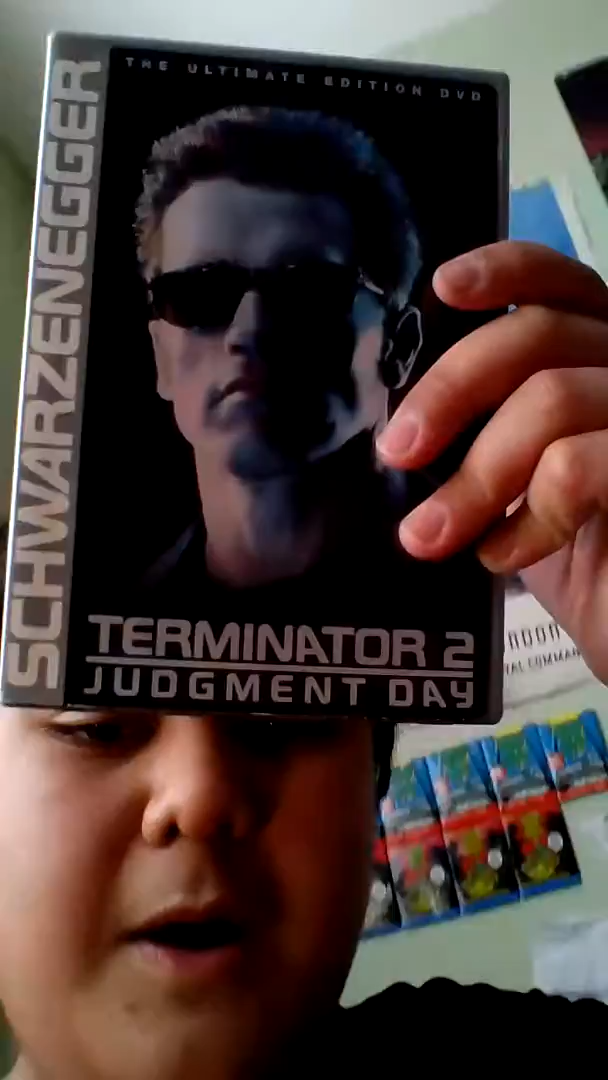 THE ULTIMATE EDITION DVD
SCHWARZENEGGER
TERMINATOR 2
JUDGMENT DAY